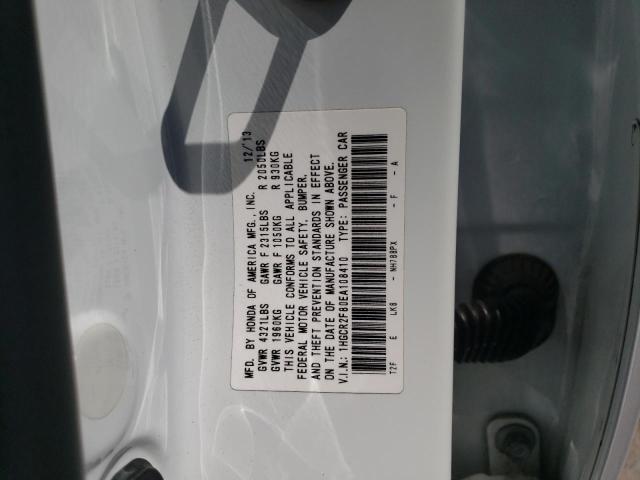 MFD. BY HONDA OF AMERICA MFG., INC. 12/'13
GVWR 4321LBS GAWR F 2315LBS R 2050LBS
GVWR 1960KG GAWR F 1050KG R 930KG
THIS VEHICLE CONFORMS TO ALL APPLICABLE
FEDERAL MOTOR VEHICLE SAFETY, BUMPER,
AND THEFT PREVENTION STANDARDS IN EFFECT
ON THE DATE OF MANUFACTURE SHOWN ABOVE.
V.I.N.: 1HGCR2F80EA108410 TYPE: PASSENGER CAR
T2F E LK8 - NH788PX - F - A